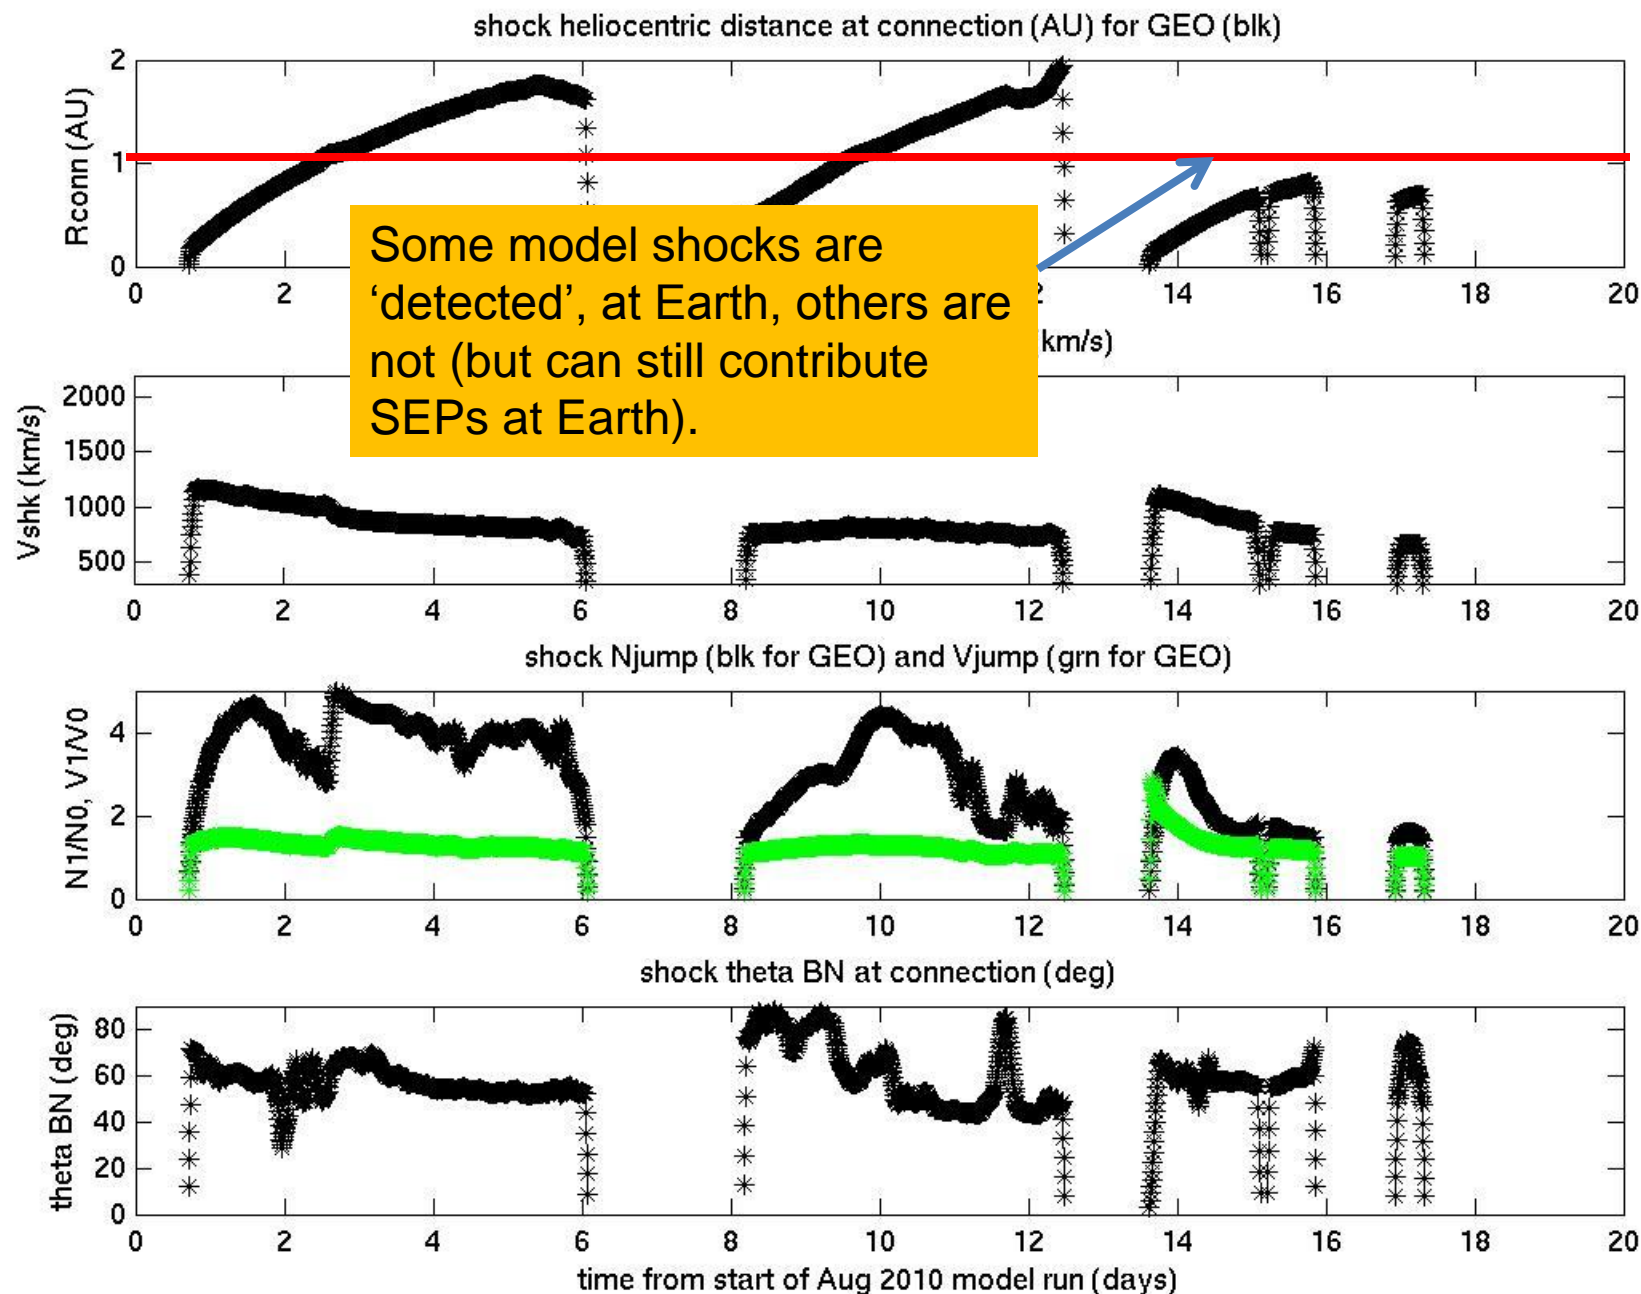 shock heliocentric distance at connection (AU) for GEO (blk)
Rconn (AU)
2
1
0
0 2 2 14 16 18 20
Some model shocks are
‘detected’, at Earth, others are
not (but can still contribute
SEPs at Earth).
(km/s)
Vshk (km/s)
2000
1500
1000
500
0 2 4 6 8 10 12 14 16 18 20
shock Njump (blk for GEO) and Vjump (grn for GEO)
N1/N0, V1/V0
4
2
0
0 2 4 6 8 10 12 14 16 18 20
shock theta BN at connection (deg)
theta BN (deg)
80
60
40
20
0
0 2 4 6 8 10 12 14 16 18 20
time from start of Aug 2010 model run (days)